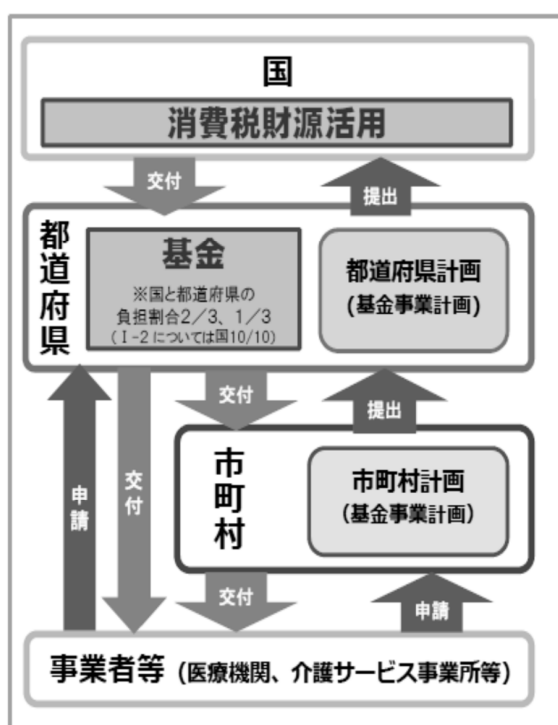 国
消費税財源活用
交付
提出
都道府県
基金
※国と都道府県の
負担割合2/3、1/3
(Ⅰ-2については国10/10)
都道府県計画
(基金事業計画)
交付
提出
申請
交付
市町村
市町村計画
(基金事業計画)
交付
申請
事業者等(医療機関、介護サービス事業所等)